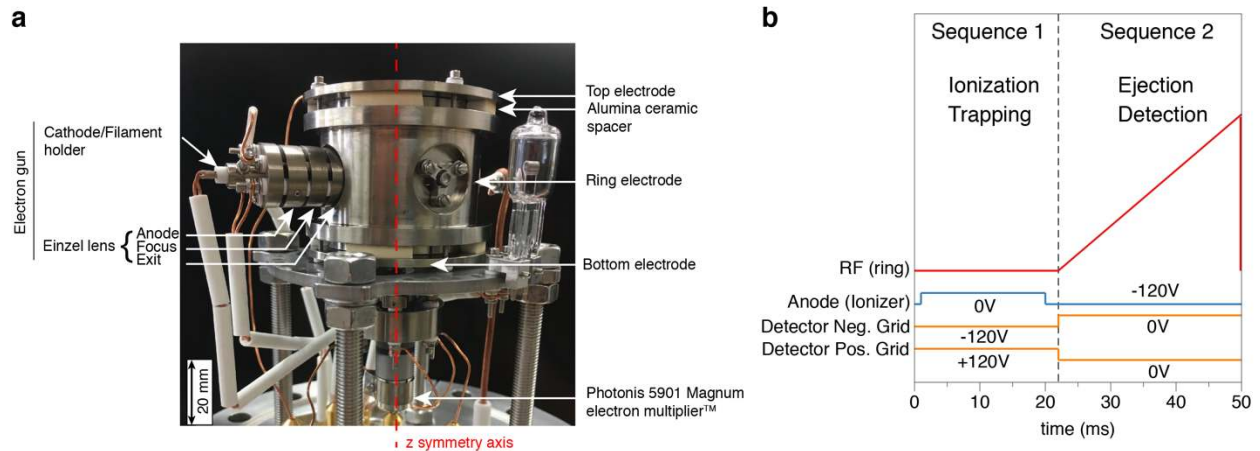 a
Electron gun
Cathode/Filament
holder
Einzel lens { Anode
Focus
Exit
20 mm
Top electrode
Alumina ceramic
spacer
Ring electrode
Bottom electrode
Photonis 5901 Magnum
electron multiplier™
z symmetry axis
b
Sequence 1
Sequence 2
Ionization
Trapping
Ejection
Detection
RF (ring)
Anode (Ionizer)
0V
-120V
Detector Neg. Grid
-120V
0V
Detector Pos. Grid
+120V
0V
0 10 20 30 40 50
time (ms)